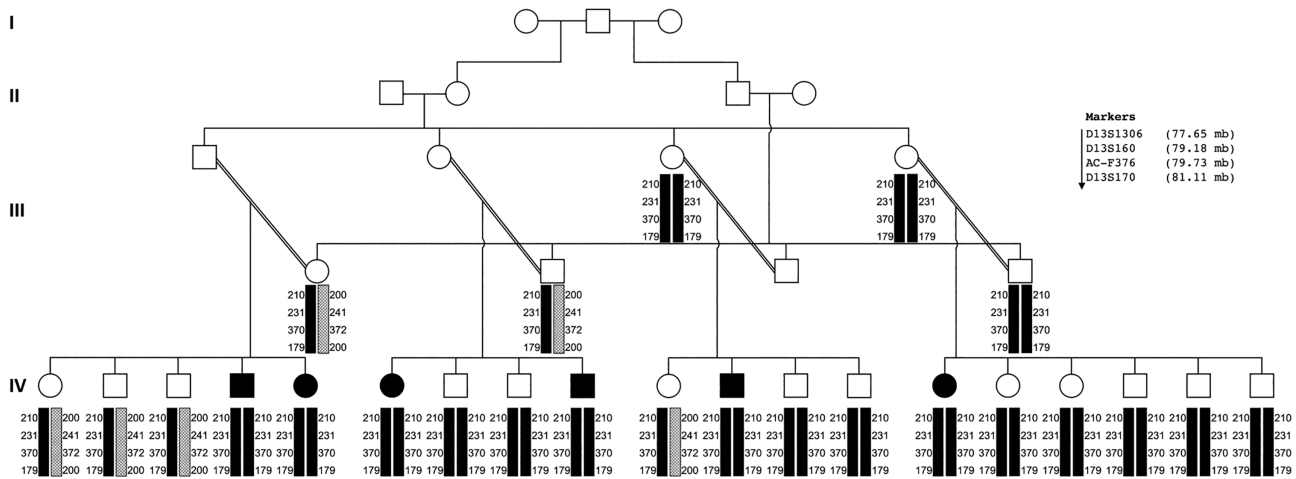 I
II
Markers
D13S1306 (77.65 mb)
D13S160 (79.18 mb)
AC-F376 (79.73 mb)
D13S170 (81.11 mb)
III
210 210 210 210
231 231 231 231
370 370 370 370
179 179 179 179
210 200 210 200 210 210
231 241 231 241 231 231
370 372 370 372 370 370
179 200 179 200 179 179
IV
210 200 210 200 210 200 210 210 210 210 210 210 210 210 210 210 210 210 210 200 210 210 210 210 210 210 210 210 210 210 210 210 210 210 210 210 210 210
231 241 231 241 231 241 231 231 231 231 231 231 231 231 231 231 231 231 231 241 231 231 231 231 231 231 231 231 231 231 231 231 231 231 231 231 231 231
370 372 370 372 370 372 370 370 370 370 370 370 370 370 370 370 370 370 370 372 370 370 370 370 370 370 370 370 370 370 370 370 370 370 370 370 370 370
179 200 179 200 179 200 179 179 179 179 179 179 179 179 179 179 179 179 179 200 179 179 179 179 179 179 179 179 179 179 179 179 179 179 179 179 179 179